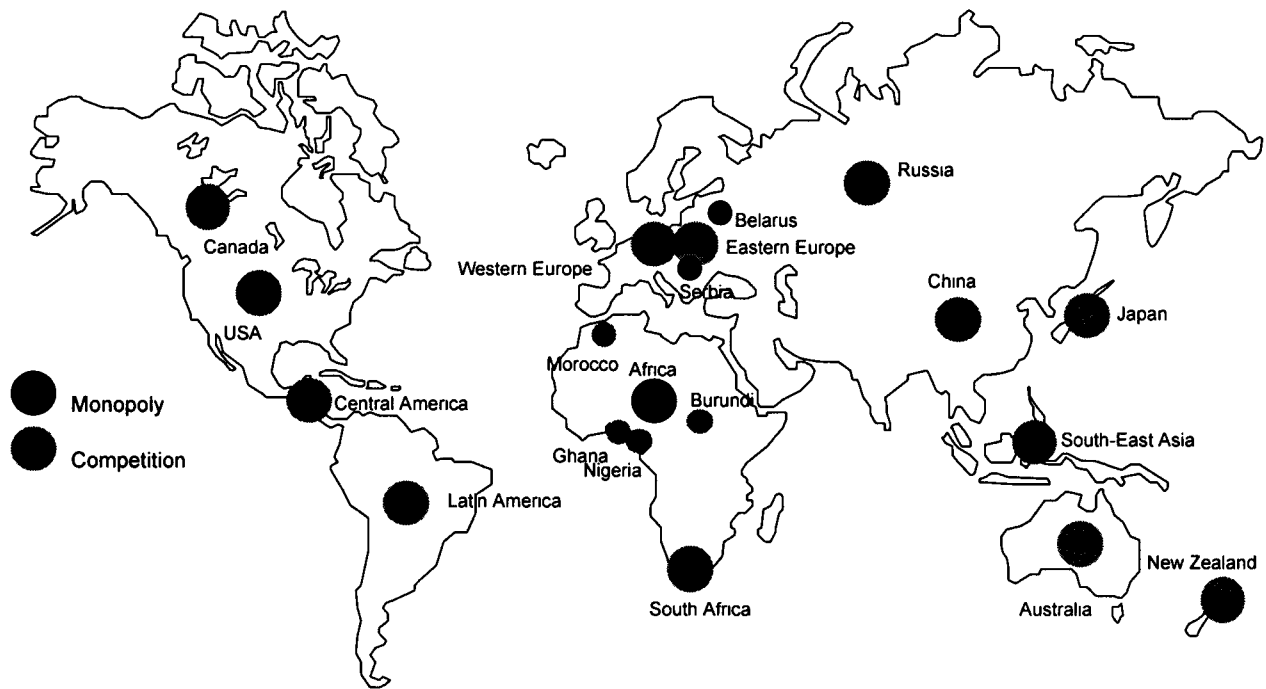 Russia
Belarus
Canada
Eastern Europe
Western Europe
China
Serbia
Japan
USA
Morocco
Africa
Burundi
Monopoly
Central America
South-East Asia
Ghana
Competition
Nigeria
Latin America
New Zealand
South Africa
Australia